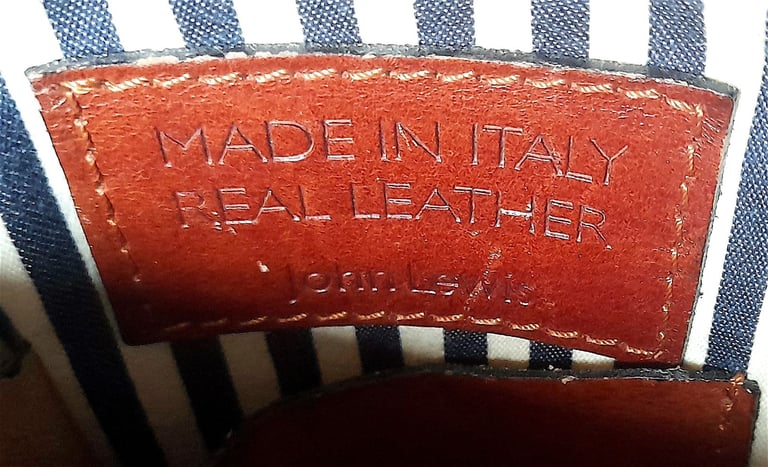 MADE IN ITALY
REAL LEATHER
John Lewis